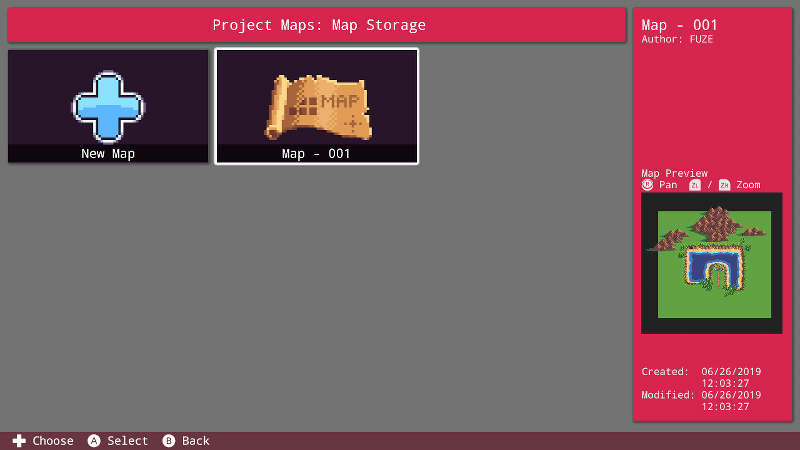 Project Maps: Map Storage
MAP
New Map
Map - 001
Map - 001
Author: FUZE
Map Preview
R Pan ZL / ZR Zoom
Created: 06/26/2019
12:03:27
Modified: 06/26/2019
12:03:27
Choose A Select B Back